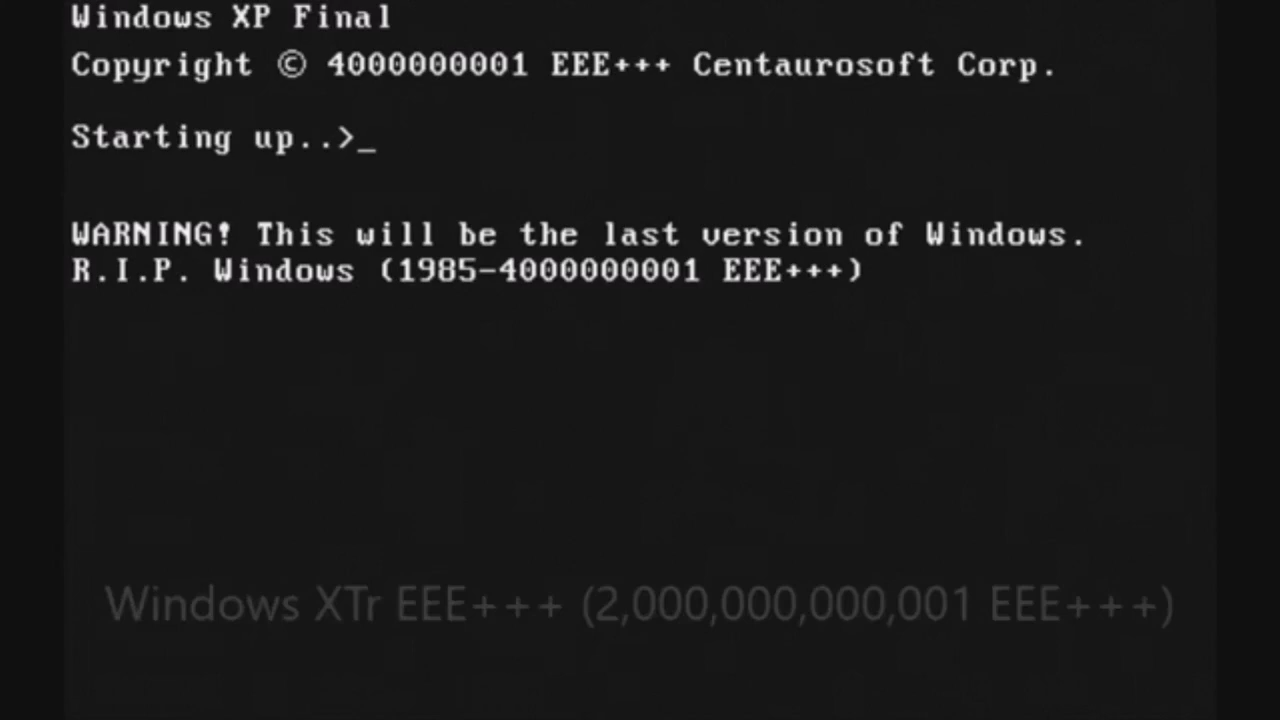 Windows XP Final
Copyright © 4000000001 EEE+++ Centaurosoft Corp.
Starting up..>_
WARNING! This will be the last version of Windows.
R.I.P. Windows (1985-4000000001 EEE+++)
Windows XTr EEE+++ (2,000,000,000,001 EEE+++)